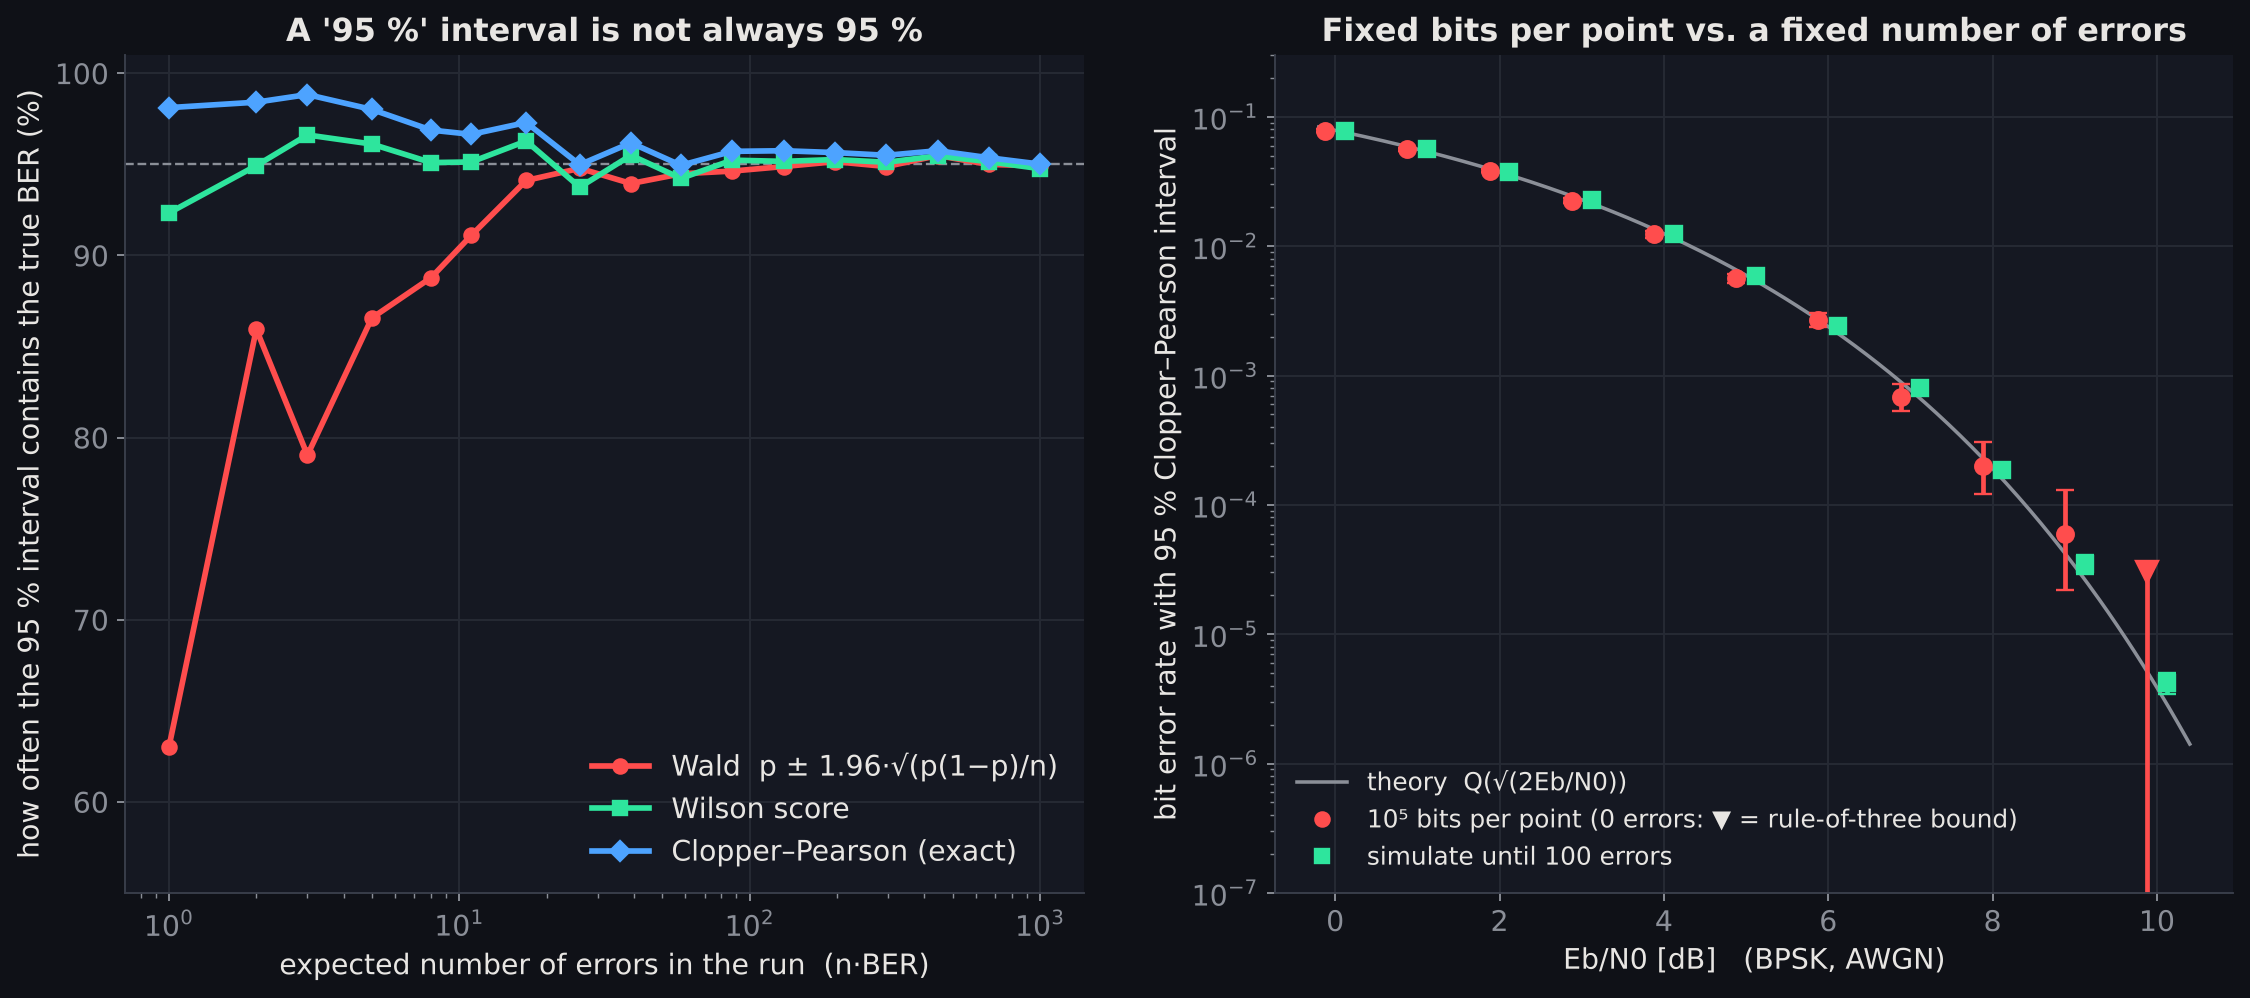 A '95 %' interval is not always 95 %
how often the 95 % interval contains the true BER (%)
100
90
80
70
60
Wald  p ± 1.96·√(p(1−p)/n)
Wilson score
Clopper–Pearson (exact)
10⁰ 10¹ 10² 10³
expected number of errors in the run  (n·BER)
Fixed bits per point vs. a fixed number of errors
bit error rate with 95 % Clopper–Pearson interval
10⁻¹
10⁻²
10⁻³
10⁻⁴
10⁻⁵
10⁻⁶
10⁻⁷
theory  Q(√(2Eb/N0))
10⁵ bits per point (0 errors: ▼ = rule-of-three bound)
simulate until 100 errors
0 2 4 6 8 10
Eb/N0 [dB]   (BPSK, AWGN)